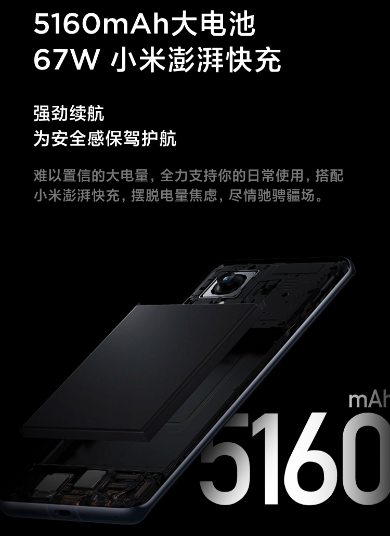 5160mAh大电池
67W 小米澎湃快充
强劲续航
为安全感保驾护航
难以置信的大电量，全力支持你的日常使用，搭配
小米澎湃快充，摆脱电量焦虑，尽情驰骋疆场。
mAh
5160